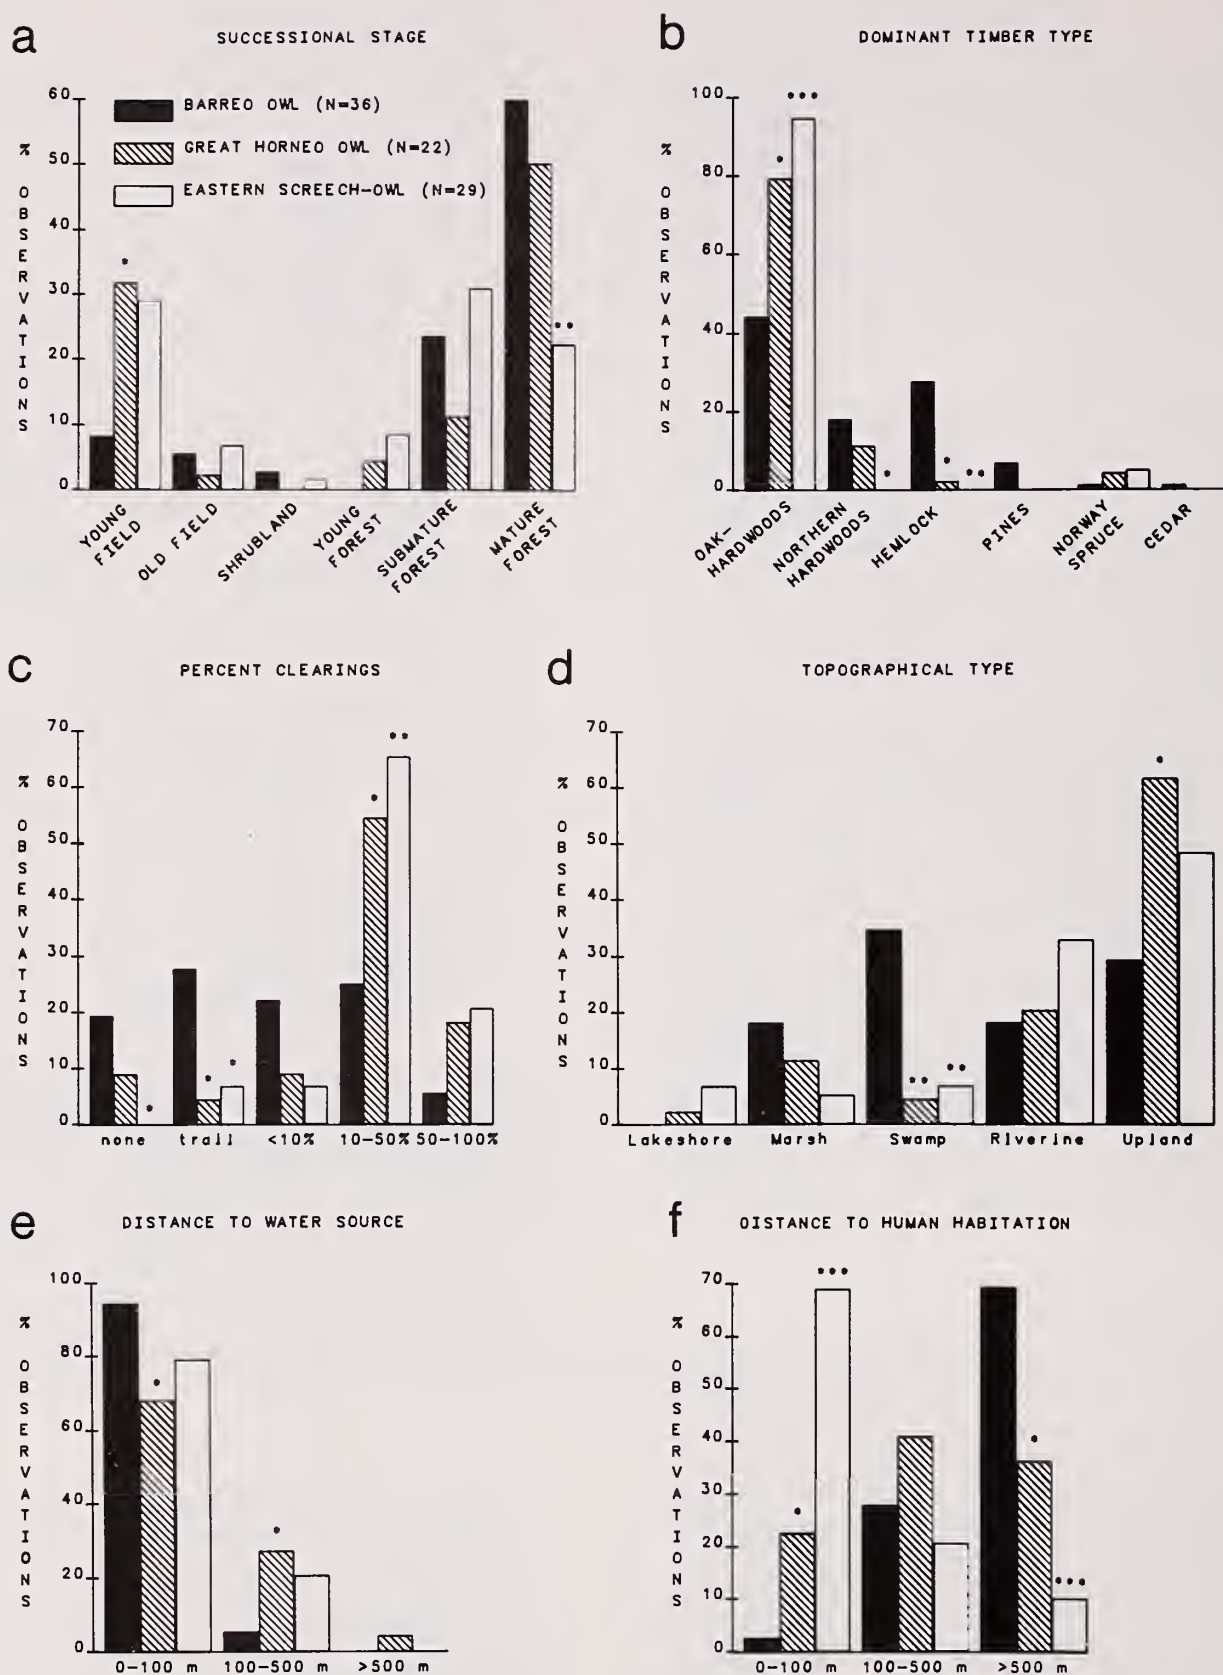 a SUCCESSIONAL STAGE
% OBSERVATIONS
60
50
40
30
20
10
0
BARREO OWL (N=36)
GREAT HORNEO OWL (N=22)
EASTERN SCREECH-OWL (N=29)
*
**
YOUNG
FIELD
OLD FIELD
SHRUBLAND
YOUNG
FOREST
SUBMATURE
FOREST
MATURE
FOREST
b DOMINANT TIMBER TYPE
% OBSERVATIONS
100
80
60
40
20
0
***
*
*
*
**
OAK-
HARDWOODS
NORTHERN
HARDWOODS
HEMLOCK
PINES
NORWAY
SPRUCE
CEDAR
c PERCENT CLEARINGS
% OBSERVATIONS
70
60
50
40
30
20
10
0
**
*
*
*
*
none trail <10% 10-50% 50-100%
d TOPOGRAPHICAL TYPE
% OBSERVATIONS
70
60
50
40
30
20
10
0
*
**
**
Lakeshore Marsh Swamp Riverine Upland
e DISTANCE TO WATER SOURCE
% OBSERVATIONS
100
80
60
40
20
0
*
*
0-100 m 100-500 m >500 m
f OISTANCE TO HUMAN HABITATION
% OBSERVATIONS
70
60
50
40
30
20
10
0
***
*
*
***
0-100 m 100-500 m >500 m